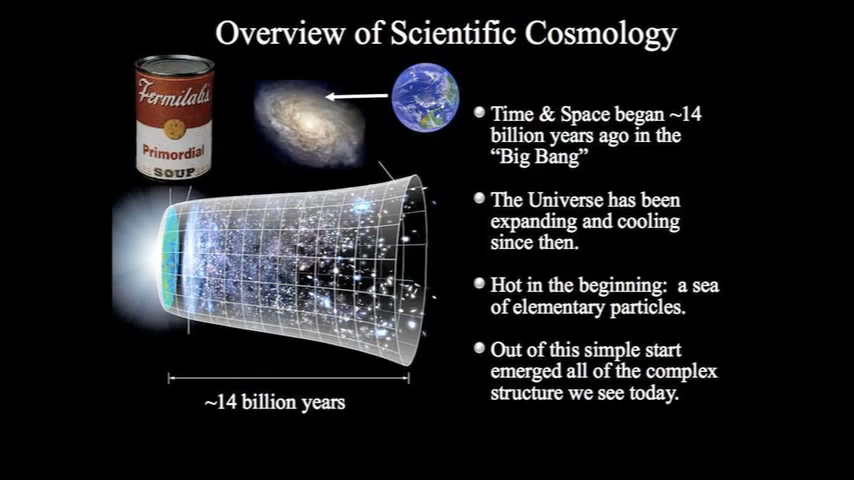 Overview of Scientific Cosmology
Fermilab's
Primordial
SOUP
Time & Space began ~14
billion years ago in the
“Big Bang”
The Universe has been
expanding and cooling
since then.
Hot in the beginning: a sea
of elementary particles.
Out of this simple start
emerged all of the complex
structure we see today.
~14 billion years